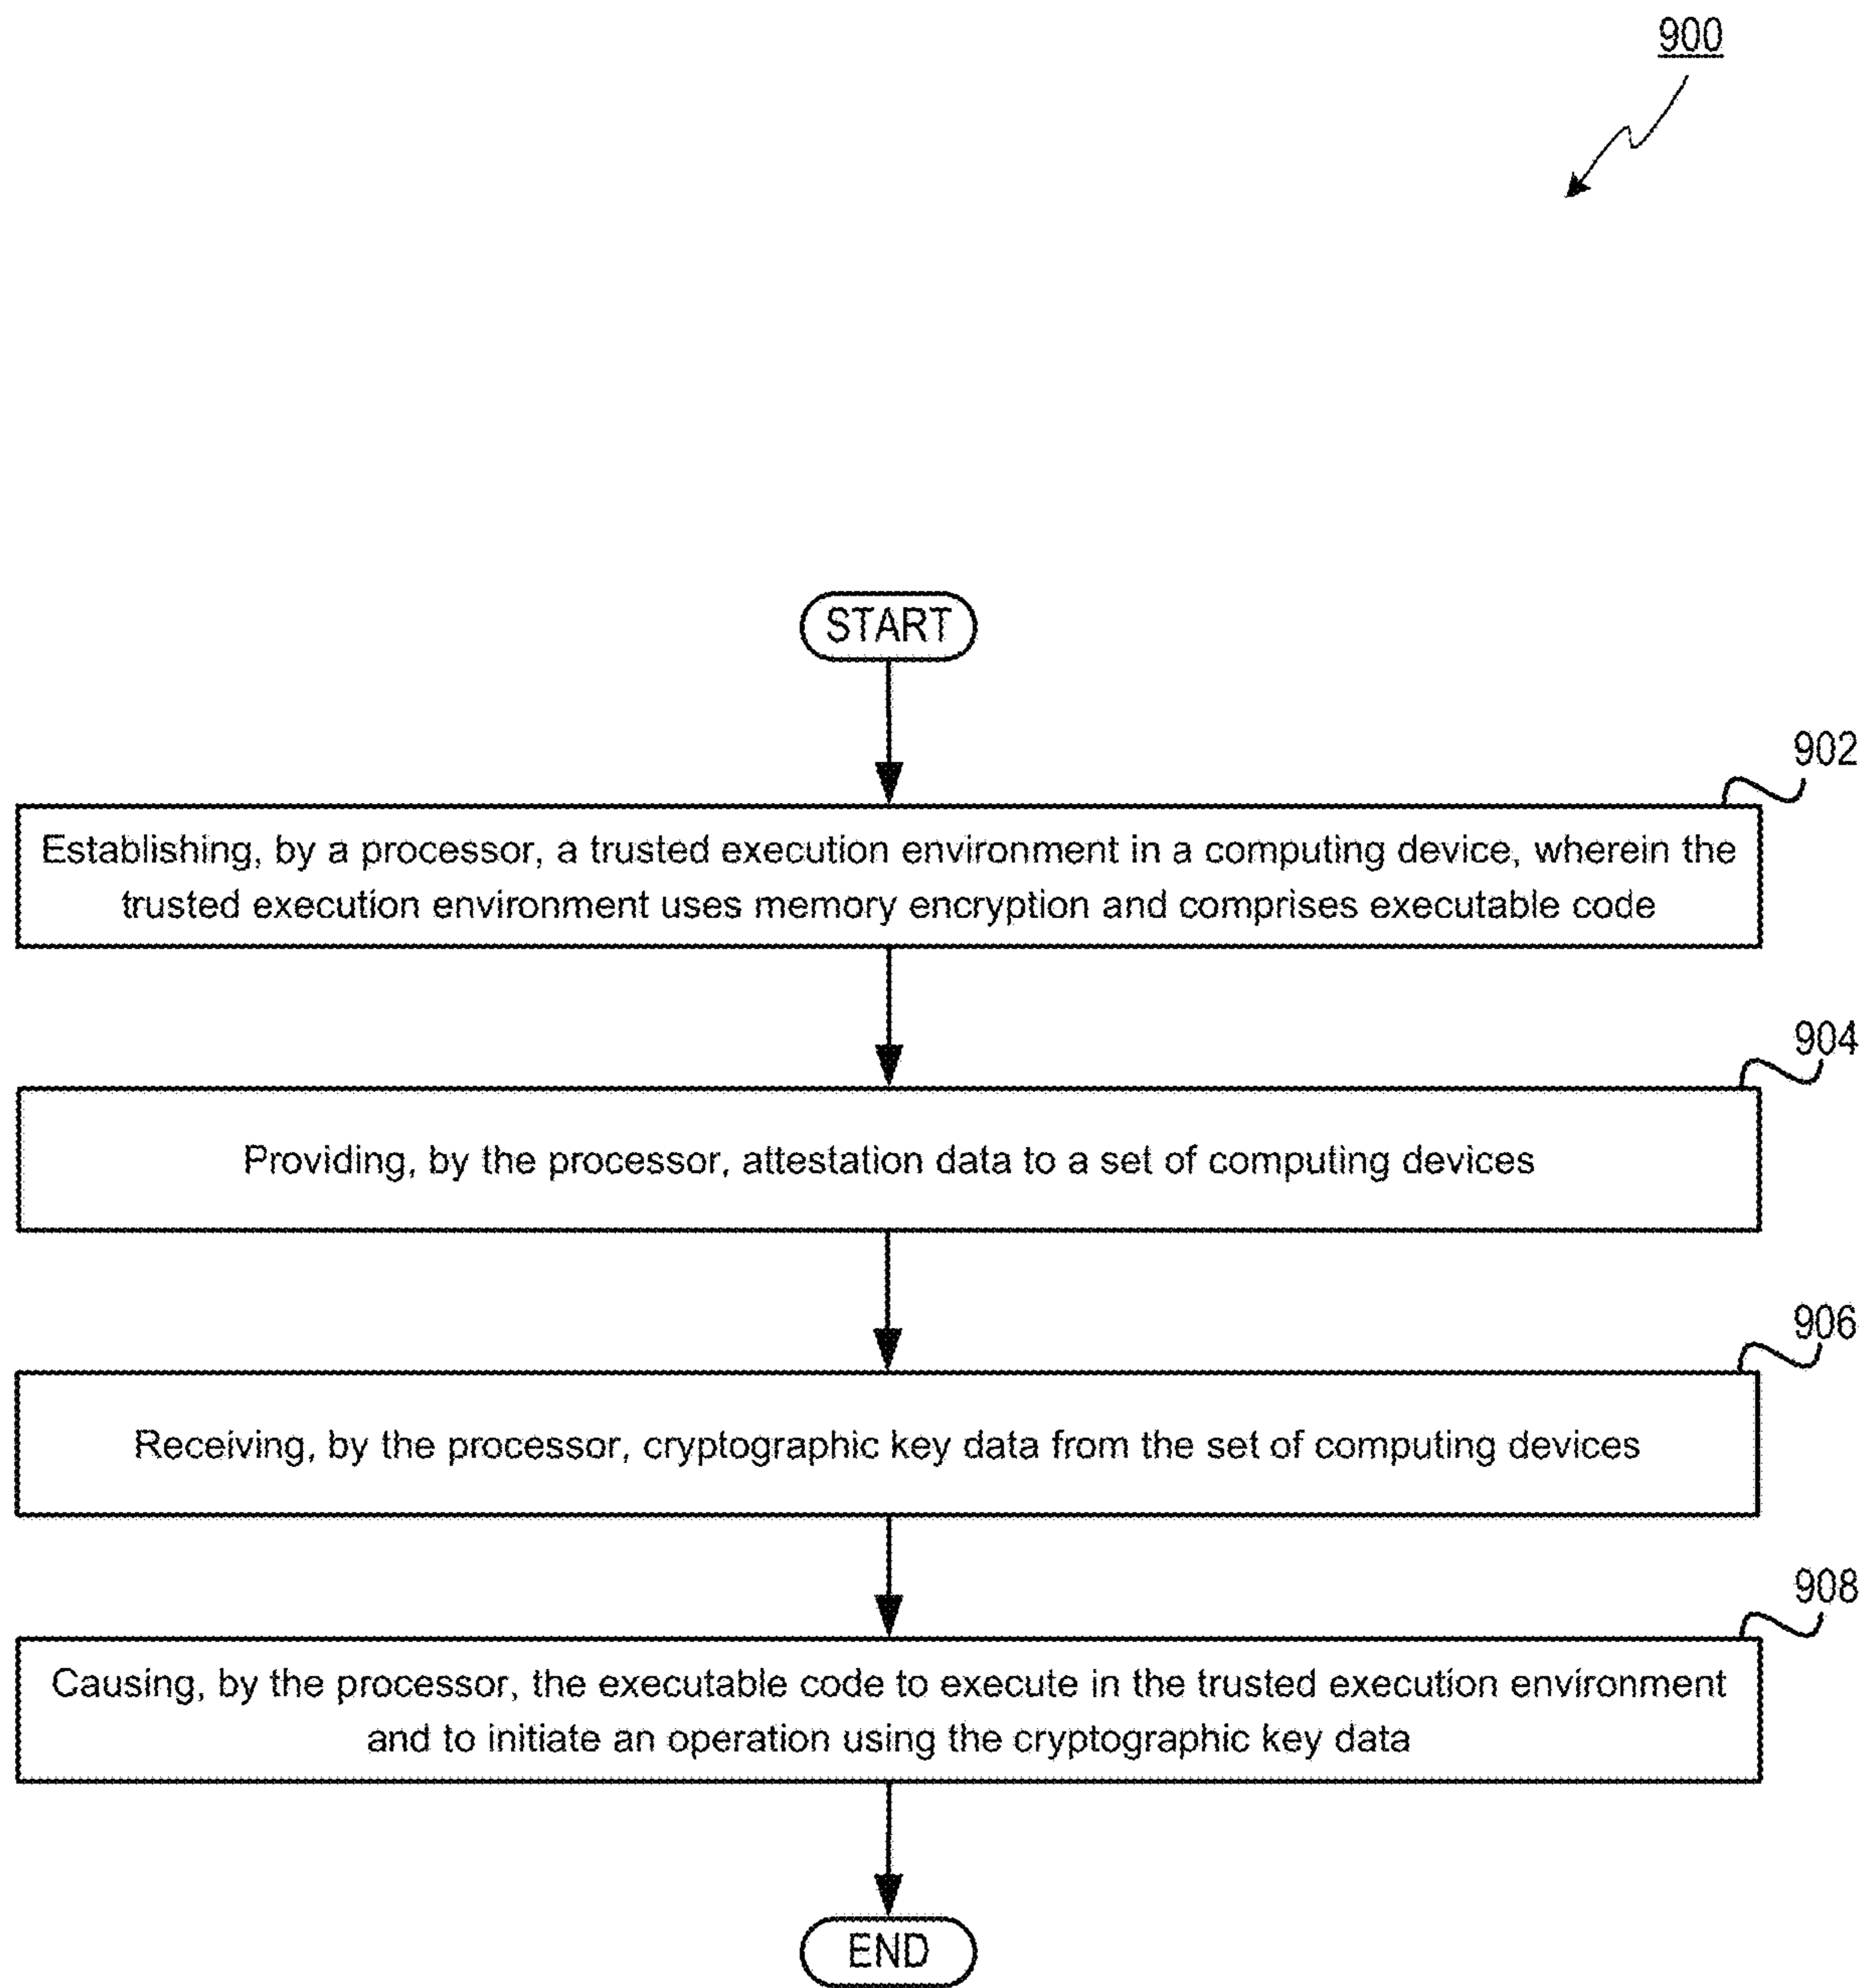 900
START
902
Establishing, by a processor, a trusted execution environment in a computing device, wherein the
trusted execution environment uses memory encryption and comprises executable code
904
Providing, by the processor, attestation data to a set of computing devices
906
Receiving, by the processor, cryptographic key data from the set of computing devices
908
Causing, by the processor, the executable code to execute in the trusted execution environment
and to initiate an operation using the cryptographic key data
END